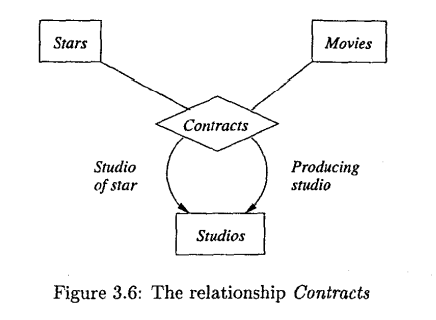 Stars
Movies
Contracts
Studio
of star
Producing
studio
Studios
Figure 3.6: The relationship Contracts